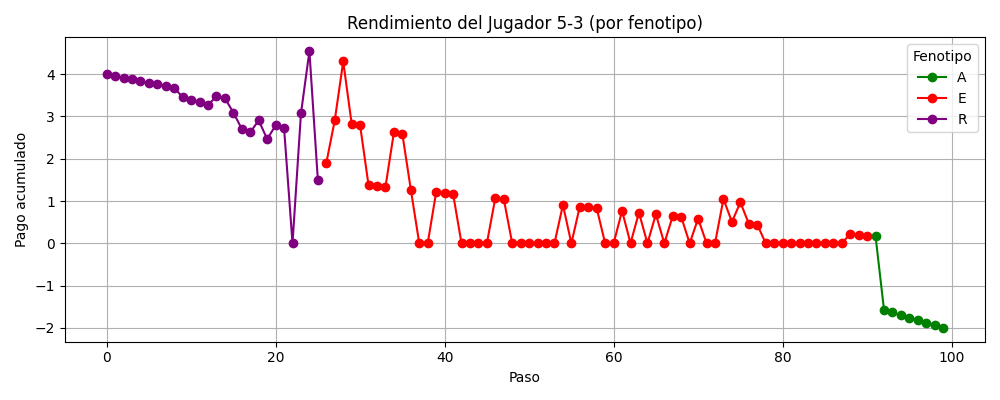 Rendimiento del Jugador 5-3 (por fenotipo)
Pago acumulado
4
3
2
1
0
−1
−2
Fenotipo
A
E
R
0 20 40 60 80 100
Paso